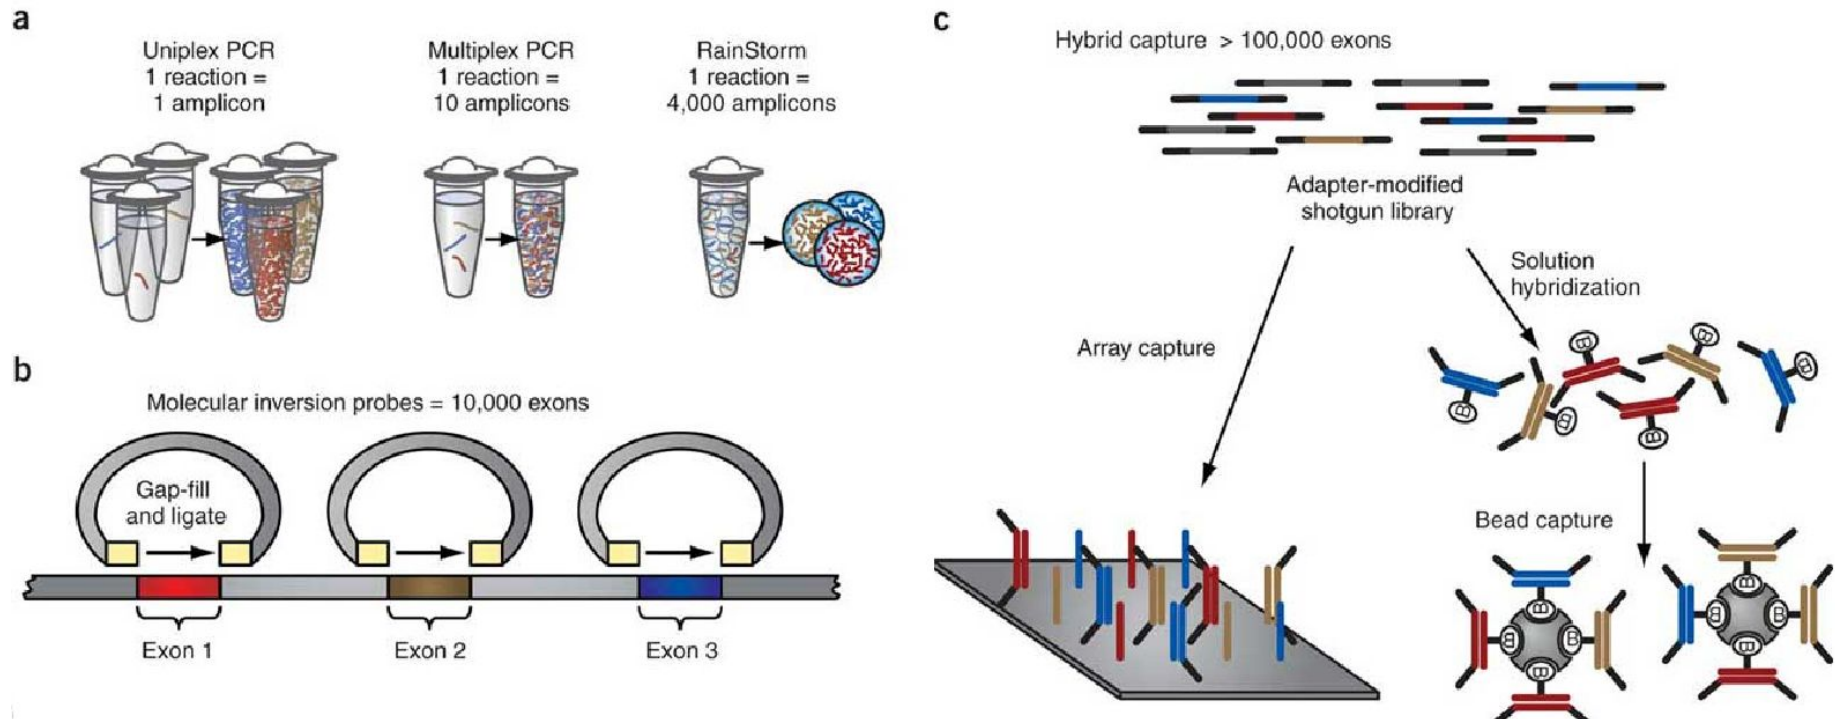 a
Uniplex PCR
1 reaction =
1 amplicon
Multiplex PCR
1 reaction =
10 amplicons
RainStorm
1 reaction =
4,000 amplicons
b
Molecular inversion probes = 10,000 exons
Gap-fill
and ligate
Exon 1
Exon 2
Exon 3
c
Hybrid capture > 100,000 exons
Adapter-modified
shotgun library
Array capture
Solution
hybridization
B
B
B
B
B
B
B
Bead capture
B
B
B
B
B
B
B
B